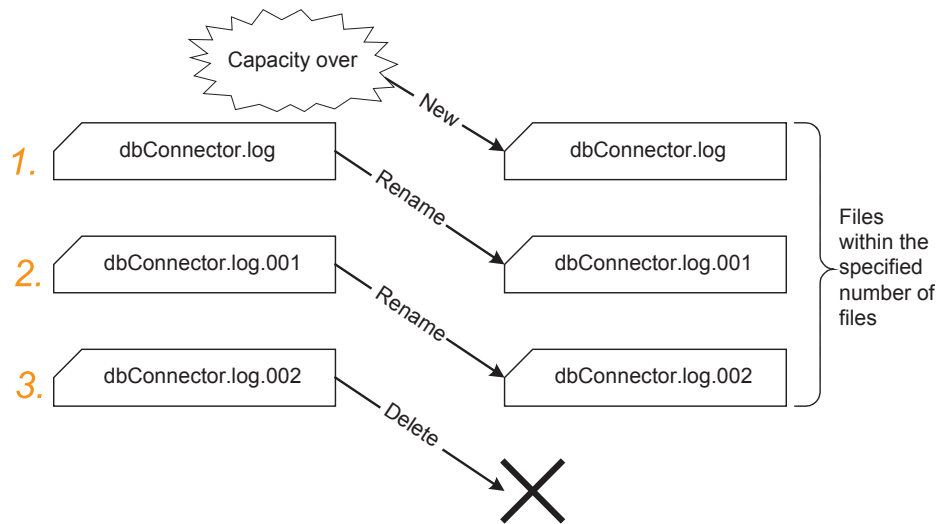 Capacity over
New
1.
dbConnector.log
dbConnector.log
Rename
2.
dbConnector.log.001
dbConnector.log.001
Files
within the
specified
number of
files
Rename
3.
dbConnector.log.002
dbConnector.log.002
Delete